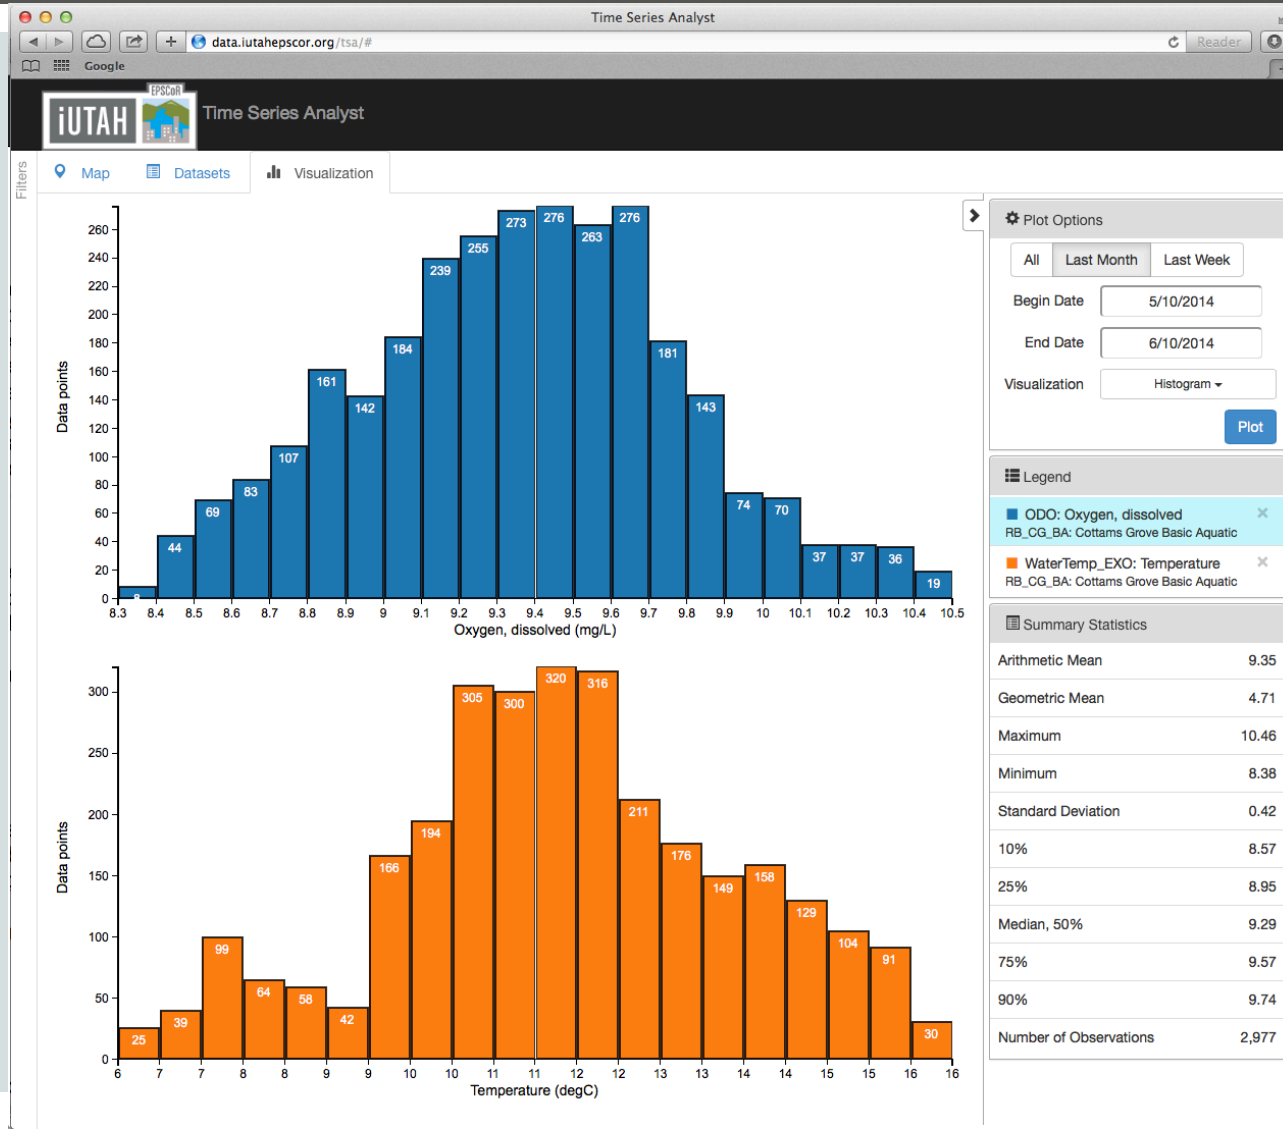 Time Series Analyst
data.iutahepscor.org/tsa/#
Reader
Google
iUTAH
EPSCoR
Time Series Analyst
Filters
Map
Datasets
Visualization
260
240
220
200
180
160
140
120
100
80
60
40
20
0
Data points
8
44
69
83
107
161
142
184
239
255
273
276
263
276
181
143
74
70
37
37
36
19
8.3 8.4 8.5 8.6 8.7 8.8 8.9 9 9.1 9.2 9.3 9.4 9.5 9.6 9.7 9.8 9.9 10 10.1 10.2 10.3 10.4 10.5
Oxygen, dissolved (mg/L)
300
250
200
150
100
50
0
Data points
25
39
99
64
58
42
166
194
305
300
320
316
211
176
149
158
129
104
91
30
6 7 7 8 8 9 9 10 10 11 11 12 12 13 13 14 14 15 15 16 16
Temperature (degC)
Plot Options
All Last Month Last Week
Begin Date 5/10/2014
End Date 6/10/2014
Visualization Histogram
Plot
Legend
ODO: Oxygen, dissolved
RB_CG_BA: Cottams Grove Basic Aquatic
WaterTemp_EXO: Temperature
RB_CG_BA: Cottams Grove Basic Aquatic
Summary Statistics
Arithmetic Mean 9.35
Geometric Mean 4.71
Maximum 10.46
Minimum 8.38
Standard Deviation 0.42
10% 8.57
25% 8.95
Median, 50% 9.29
75% 9.57
90% 9.74
Number of Observations 2,977